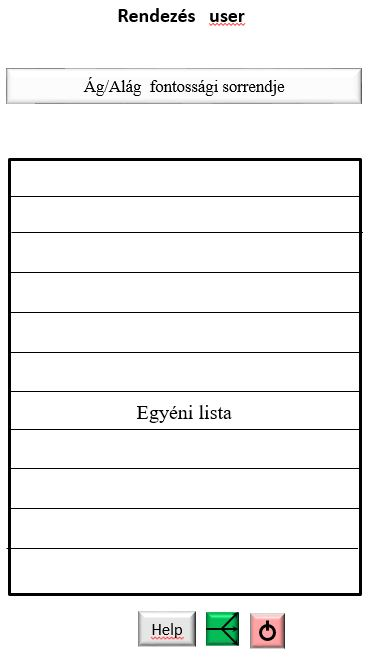 Rendezés user
Ág/Alág fontossági sorrendje
Egyéni lista
Help